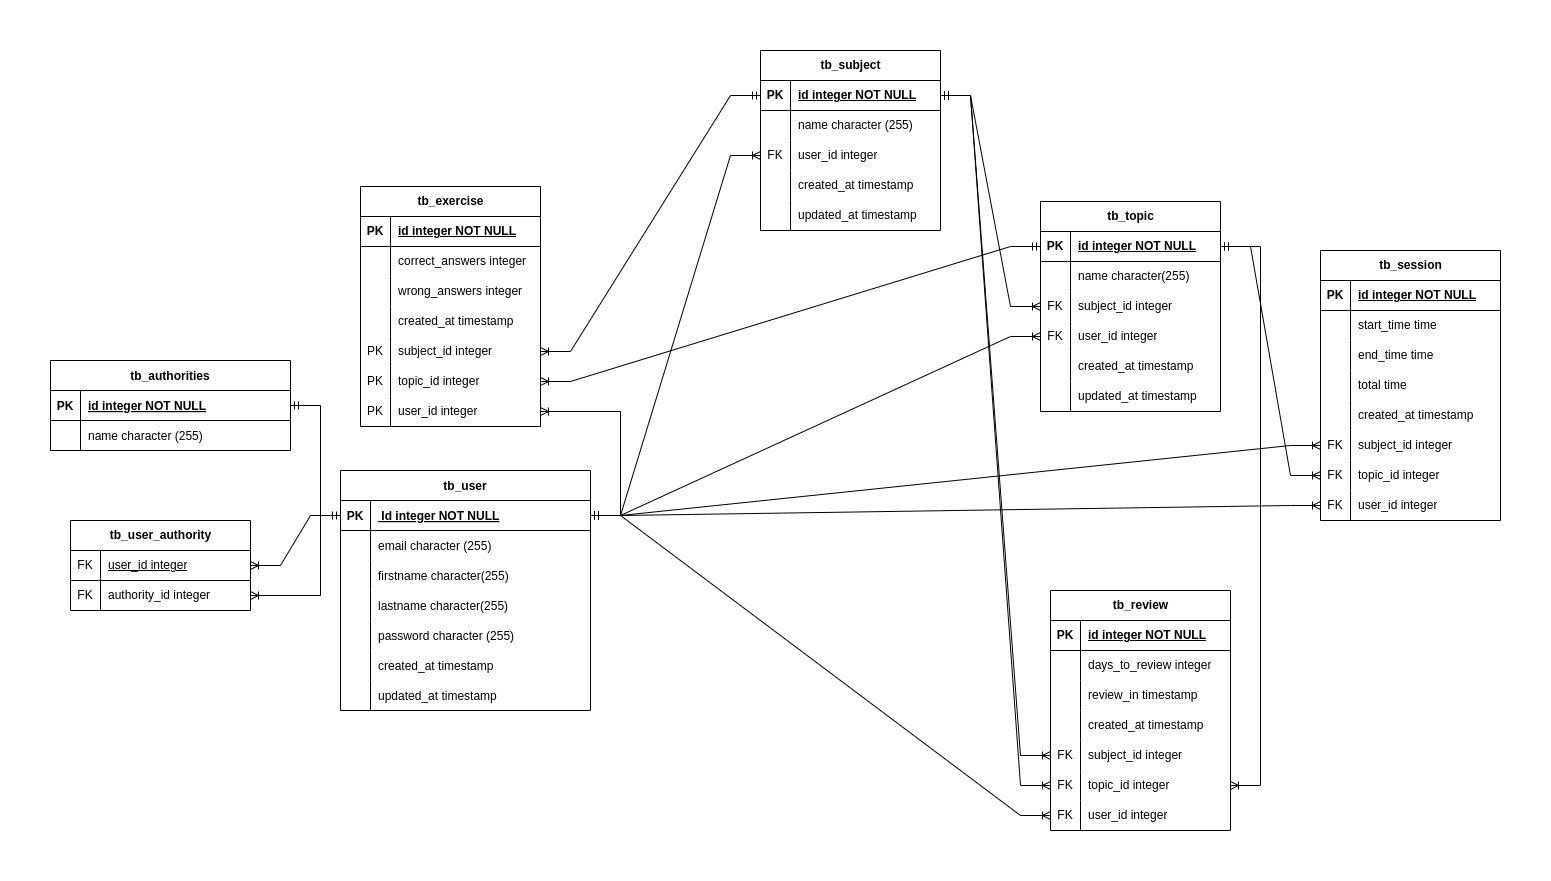 tb_subject
PK id integer NOT NULL
name character (255)
FK user_id integer
created_at timestamp
updated_at timestamp
tb_exercise
PK id integer NOT NULL
correct_answers integer
wrong_answers integer
created_at timestamp
PK subject_id integer
PK topic_id integer
PK user_id integer
tb_topic
PK id integer NOT NULL
name character(255)
FK subject_id integer
FK user_id integer
created_at timestamp
updated_at timestamp
tb_session
PK id integer NOT NULL
start_time time
end_time time
total time
created_at timestamp
FK subject_id integer
FK topic_id integer
FK user_id integer
tb_authorities
PK id integer NOT NULL
name character (255)
tb_user_authority
FK user_id integer
FK authority_id integer
tb_user
PK Id integer NOT NULL
email character (255)
firstname character(255)
lastname character(255)
password character (255)
created_at timestamp
updated_at timestamp
tb_review
PK id integer NOT NULL
days_to_review integer
review_in timestamp
created_at timestamp
FK subject_id integer
FK topic_id integer
FK user_id integer